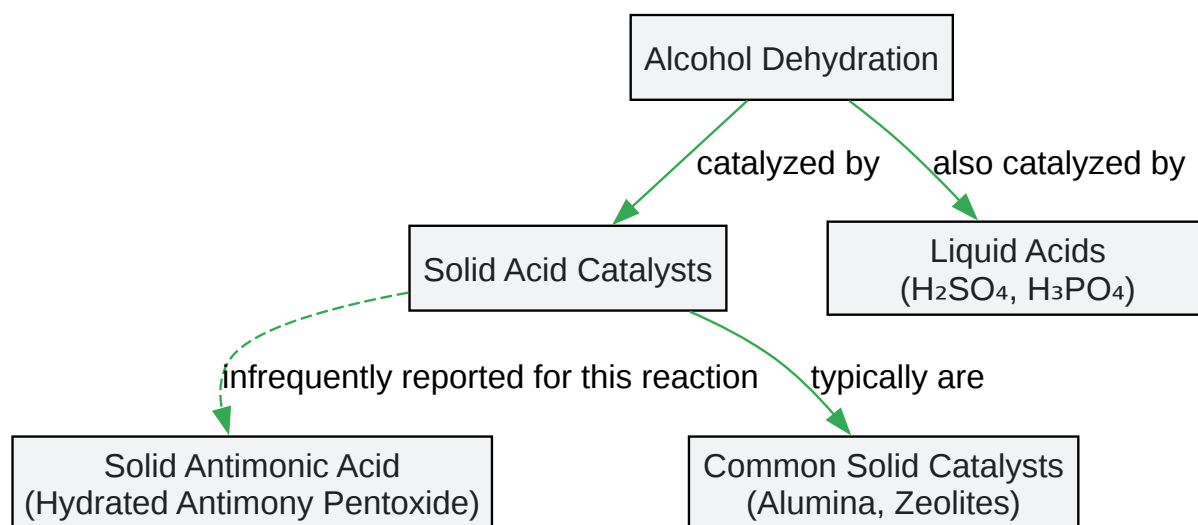 Alcohol Dehydration
catalyzed by
also catalyzed by
Solid Acid Catalysts
Liquid Acids
(H₂SO₄, H₃PO₄)
infrequently reported for this reaction
typically are
Solid Antimonic Acid
(Hydrated Antimony Pentoxide)
Common Solid Catalysts
(Alumina, Zeolites)